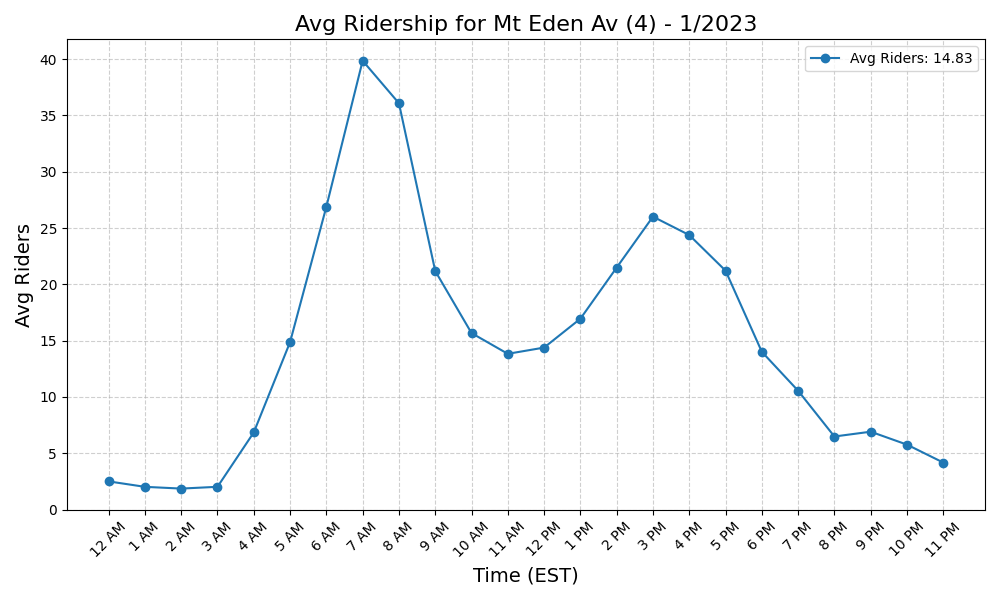 Avg Ridership for Mt Eden Av (4) - 1/2023
Avg Riders: 14.83
Avg Riders
40
35
30
25
20
15
10
5
0
12 AM
1 AM
2 AM
3 AM
4 AM
5 AM
6 AM
7 AM
8 AM
9 AM
10 AM
11 AM
12 PM
1 PM
2 PM
3 PM
4 PM
5 PM
6 PM
7 PM
8 PM
9 PM
10 PM
11 PM
Time (EST)